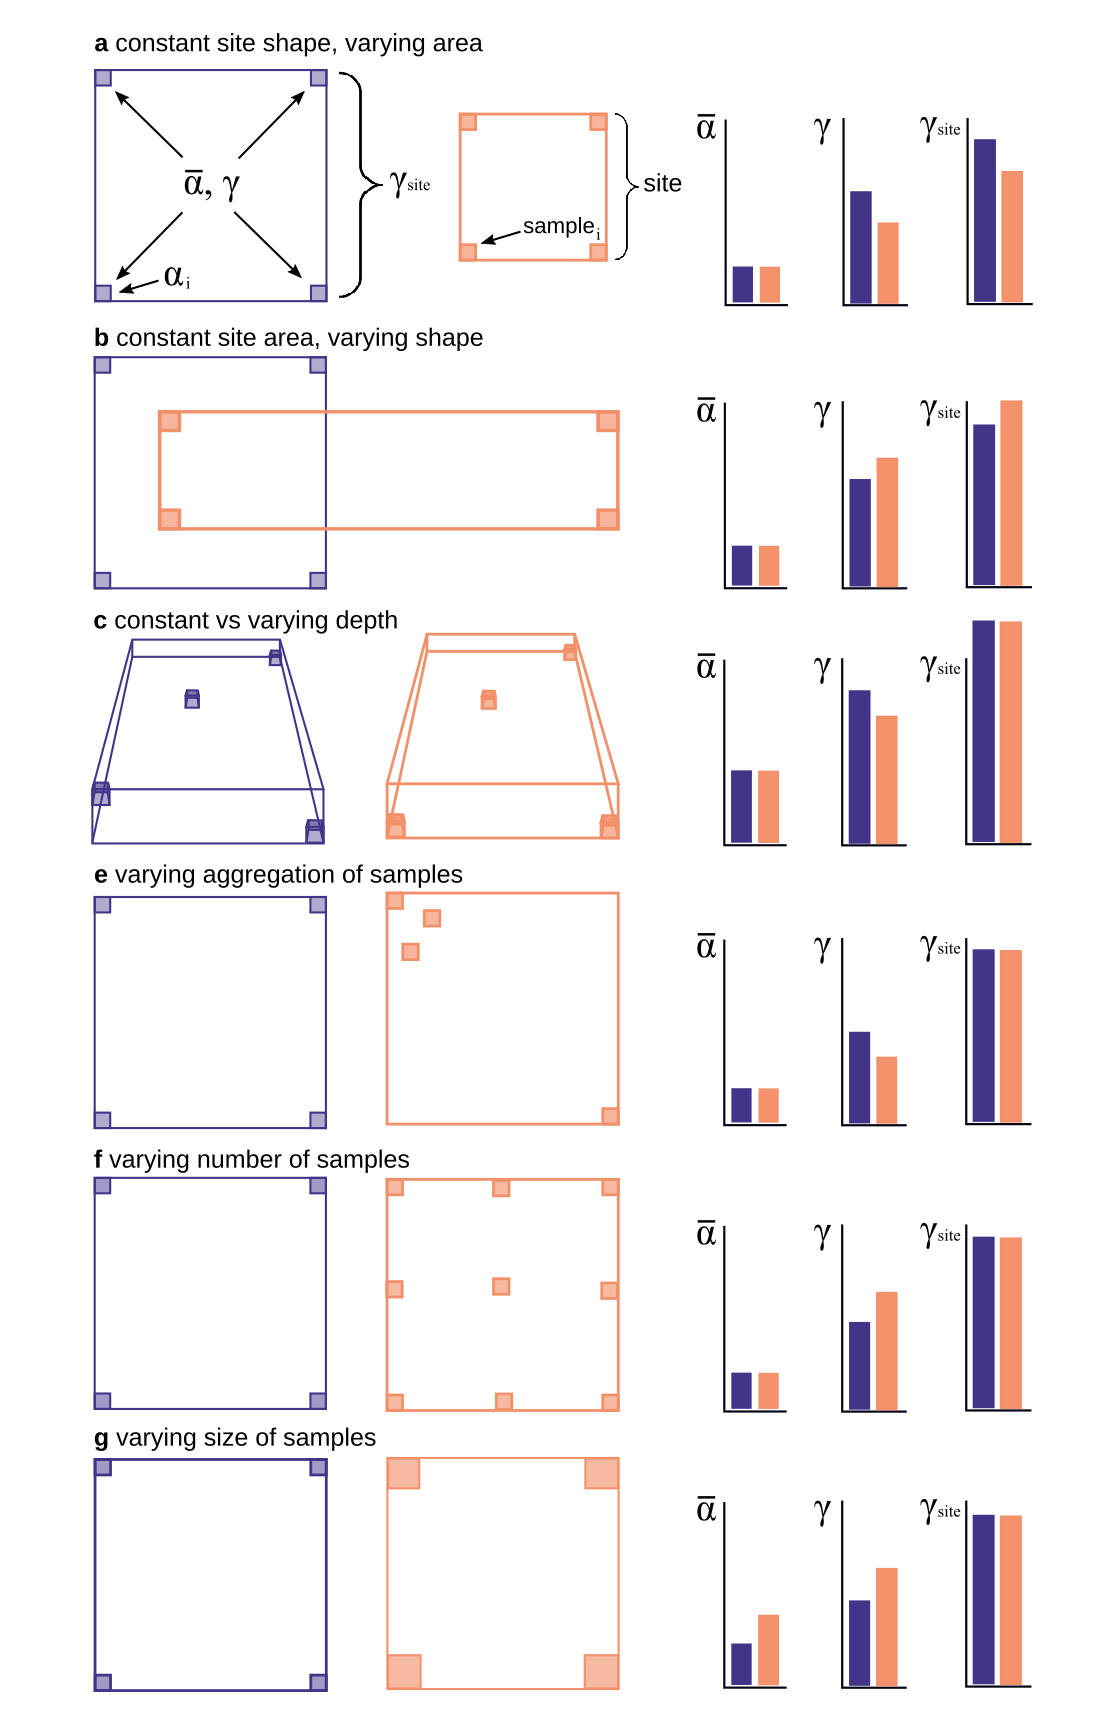 a constant site shape, varying area
ᾱ, γ
αi
γsite
samplei
site
ᾱ
γ
γsite
b constant site area, varying shape
ᾱ
γ
γsite
c constant vs varying depth
ᾱ
γ
γsite
e varying aggregation of samples
ᾱ
γ
γsite
f varying number of samples
ᾱ
γ
γsite
g varying size of samples
ᾱ
γ
γsite